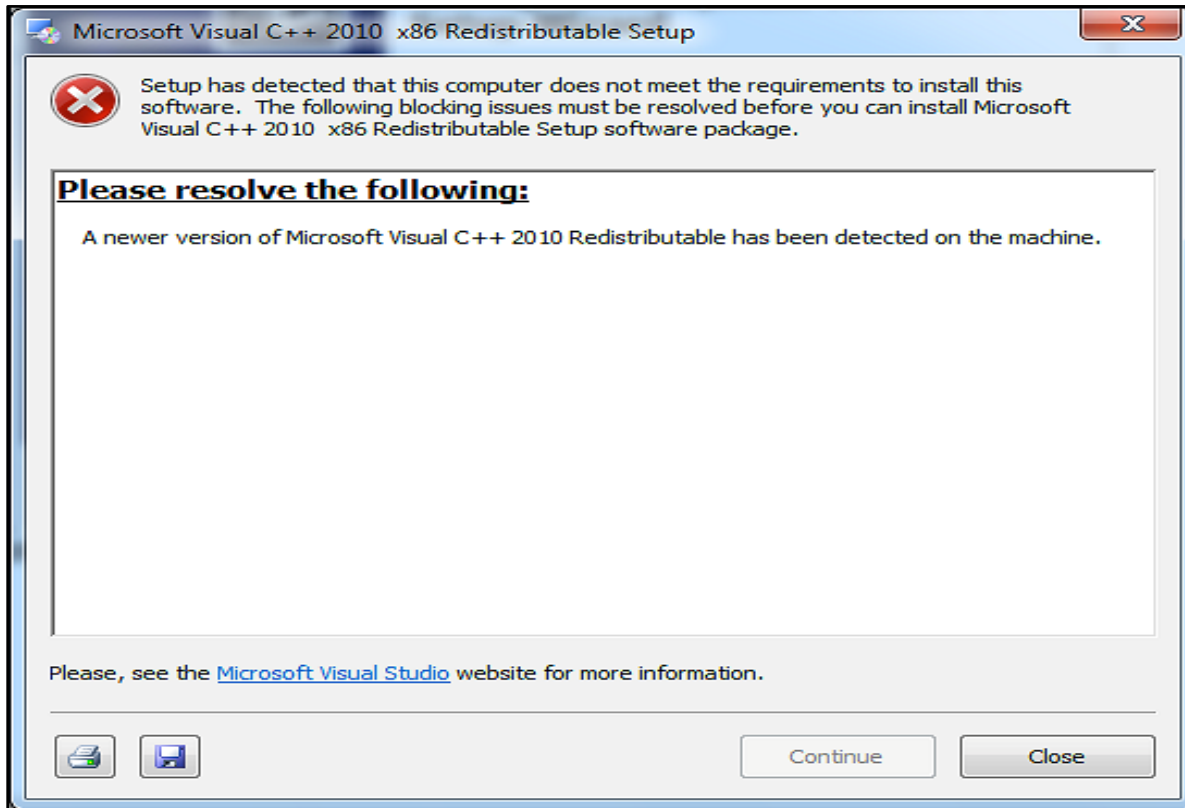 Microsoft Visual C++ 2010  x86 Redistributable Setup
Setup has detected that this computer does not meet the requirements to install this
software.  The following blocking issues must be resolved before you can install Microsoft
Visual C++ 2010  x86 Redistributable Setup software package.
Please resolve the following:
A newer version of Microsoft Visual C++ 2010 Redistributable has been detected on the machine.
Please, see the Microsoft Visual Studio website for more information.
Continue
Close